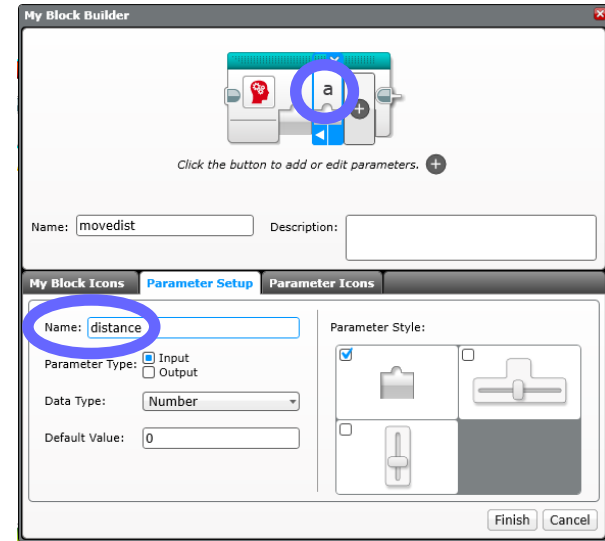 My Block Builder
a
Click the button to add or edit parameters.
Name: movedist Description:
My Block Icons Parameter Setup Parameter Icons
Name: distance Parameter Style:
Parameter Type: Input
Output
Data Type: Number
Default Value: 0
Finish Cancel